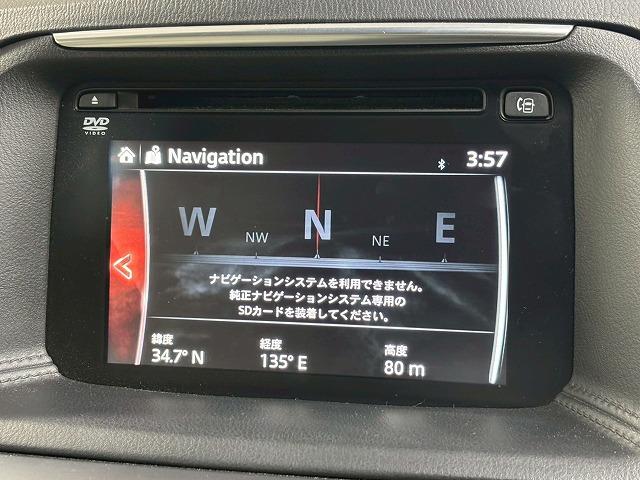 DVD
VIDEO
Navigation
3:57
W
NW
N
NE
E
ナビゲーションシステムを利用できません。
純正ナビゲーションシステム専用の
SDカードを装着してください。
緯度
経度
高度
34.7° N
135° E
80 m